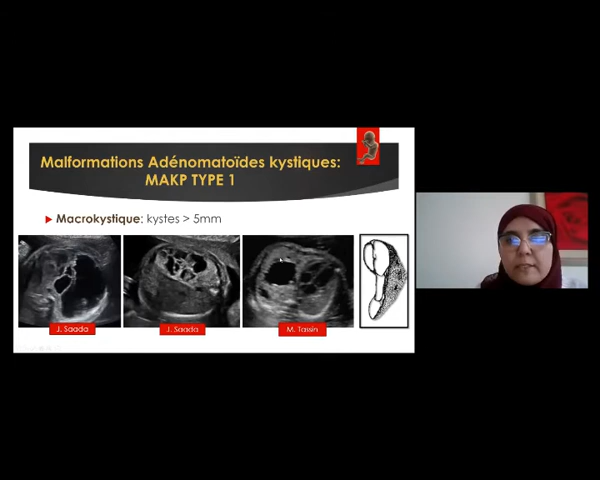 Malformations Adénomatoïdes kystiques:
MAKP TYPE 1
Macrokystique: kystes > 5mm
J. Saada
J. Saada
M. Tassin